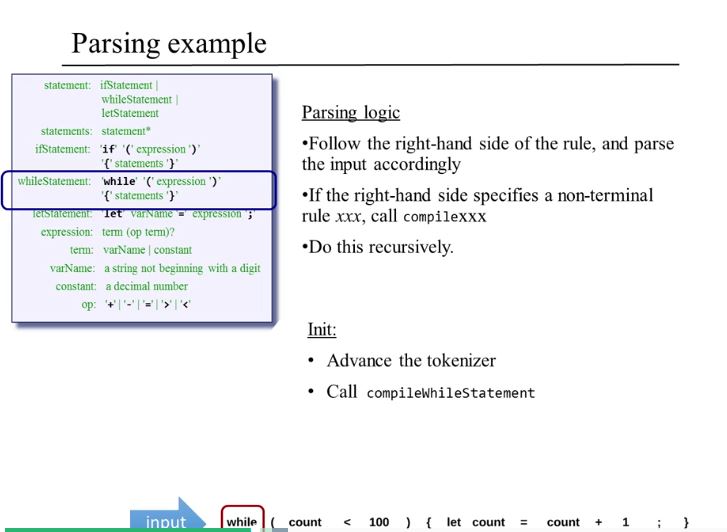 Parsing example
statement: ifStatement |
whileStatement |
letStatement
statements: statement*
ifStatement: 'if' '(' expression ')'
'{' statements '}'
whileStatement: 'while' '(' expression ')'
'{' statements '}'
letStatement: 'let' varName '=' expression ';'
expression: term (op term)?
term: varName | constant
varName: a string not beginning with a digit
constant: a decimal number
op: '+' | '-' | '=' | '>' | '<'
Parsing logic
•Follow the right-hand side of the rule, and parse
the input accordingly
•If the right-hand side specifies a non-terminal
rule xxx, call compilexxx
•Do this recursively.
Init:
• Advance the tokenizer
• Call compileWhileStatement
input while ( count < 100 ) { let count = count + 1 ; }